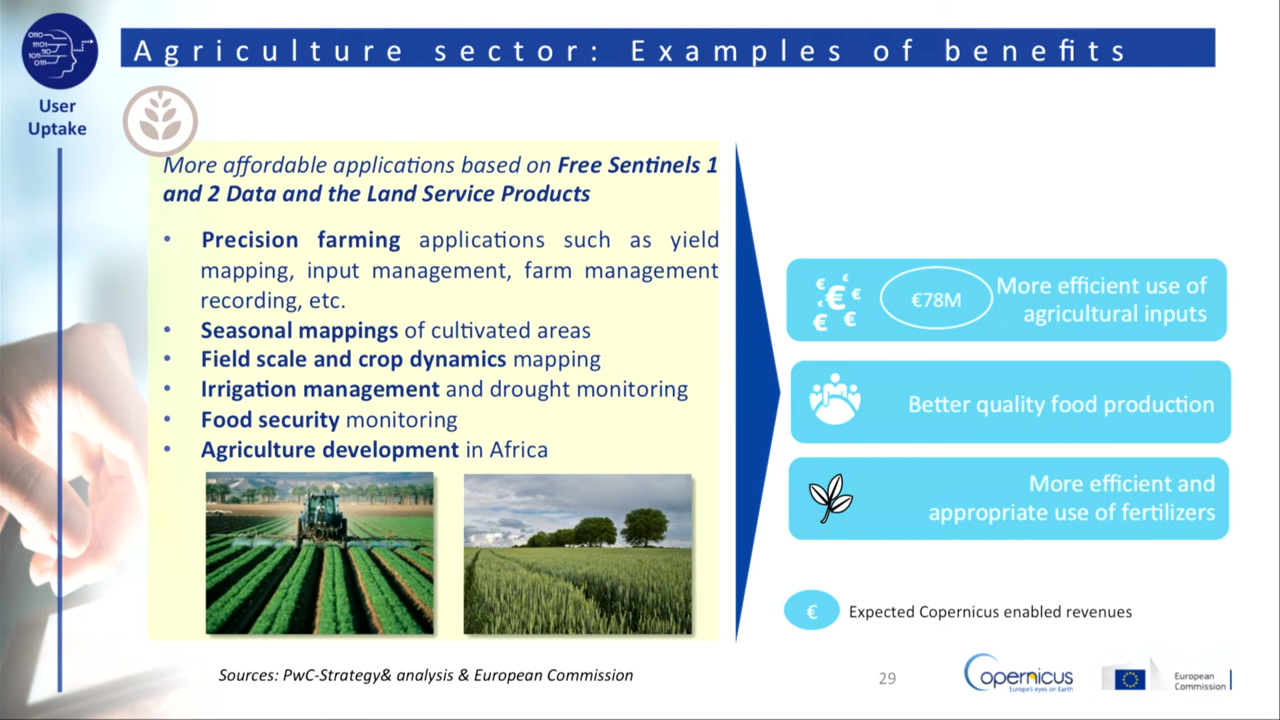 Agriculture sector: Examples of benefits
User
Uptake
More affordable applications based on Free Sentinels 1
and 2 Data and the Land Service Products
• Precision farming applications such as yield
mapping, input management, farm management
recording, etc.
• Seasonal mappings of cultivated areas
• Field scale and crop dynamics mapping
• Irrigation management and drought monitoring
• Food security monitoring
• Agriculture development in Africa
€78M
More efficient use of
agricultural inputs
Better quality food production
More efficient and
appropriate use of fertilizers
€ Expected Copernicus enabled revenues
Sources: PwC-Strategy& analysis & European Commission
29
Copernicus
Europe's eyes on Earth
European
Commission